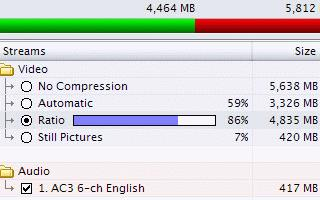 4,464 MB 5,812
Streams Size
Video
No Compression 5,638 MB
Automatic 59% 3,326 MB
Ratio 86% 4,835 MB
Still Pictures 7% 420 MB
Audio
1. AC3 6-ch English 417 MB